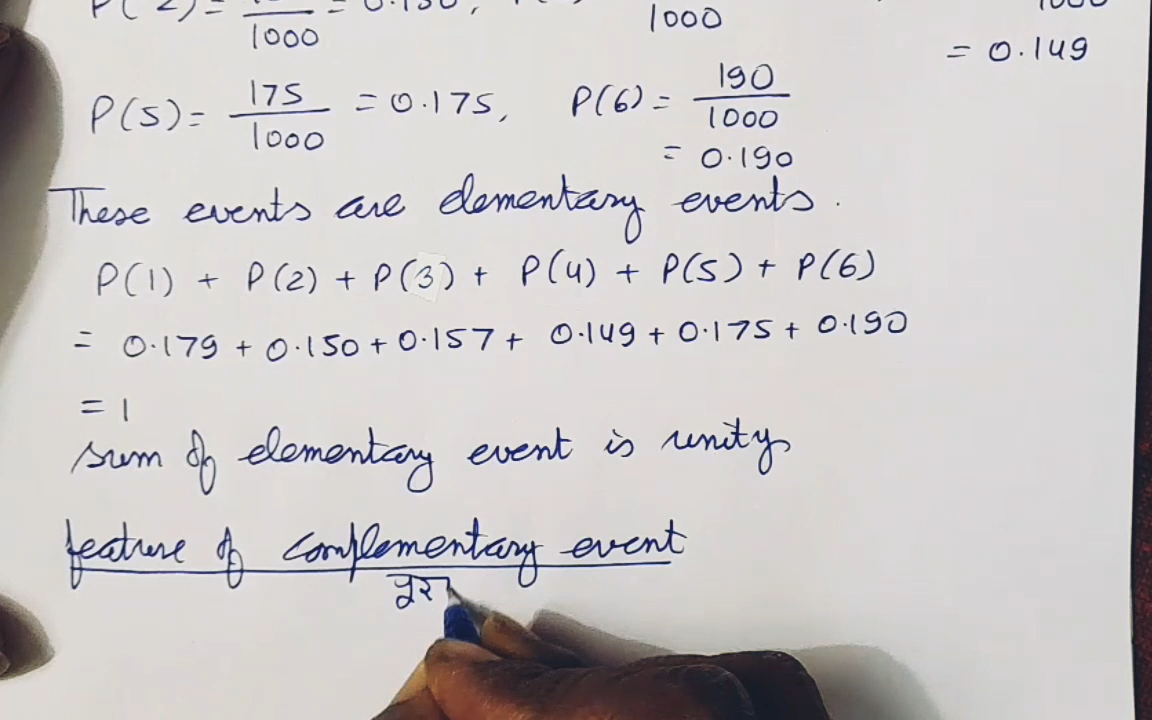 1000 1000
= 0.149
P(5) = 175/1000 = 0.175, P(6) = 190/1000
= 0.190
These events are elementary events.
P(1) + P(2) + P(3) + P(4) + P(5) + P(6)
= 0.179 + 0.150 + 0.157 + 0.149 + 0.175 + 0.190
= 1
sum of elementary event is unity
feature of complementary event